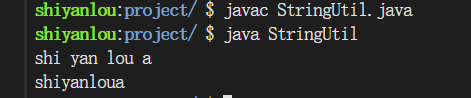 shiyanlou:project/ $ javac StringUtil.java
shiyanlou:project/ $ java StringUtil
shi yan lou a
shiyanloua